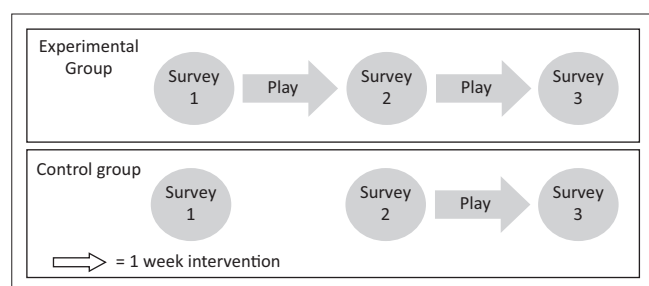 Experimental
Group
Survey
1
Play
Survey
2
Play
Survey
3
Control group
Survey
1
Survey
2
Play
Survey
3
= 1 week intervention